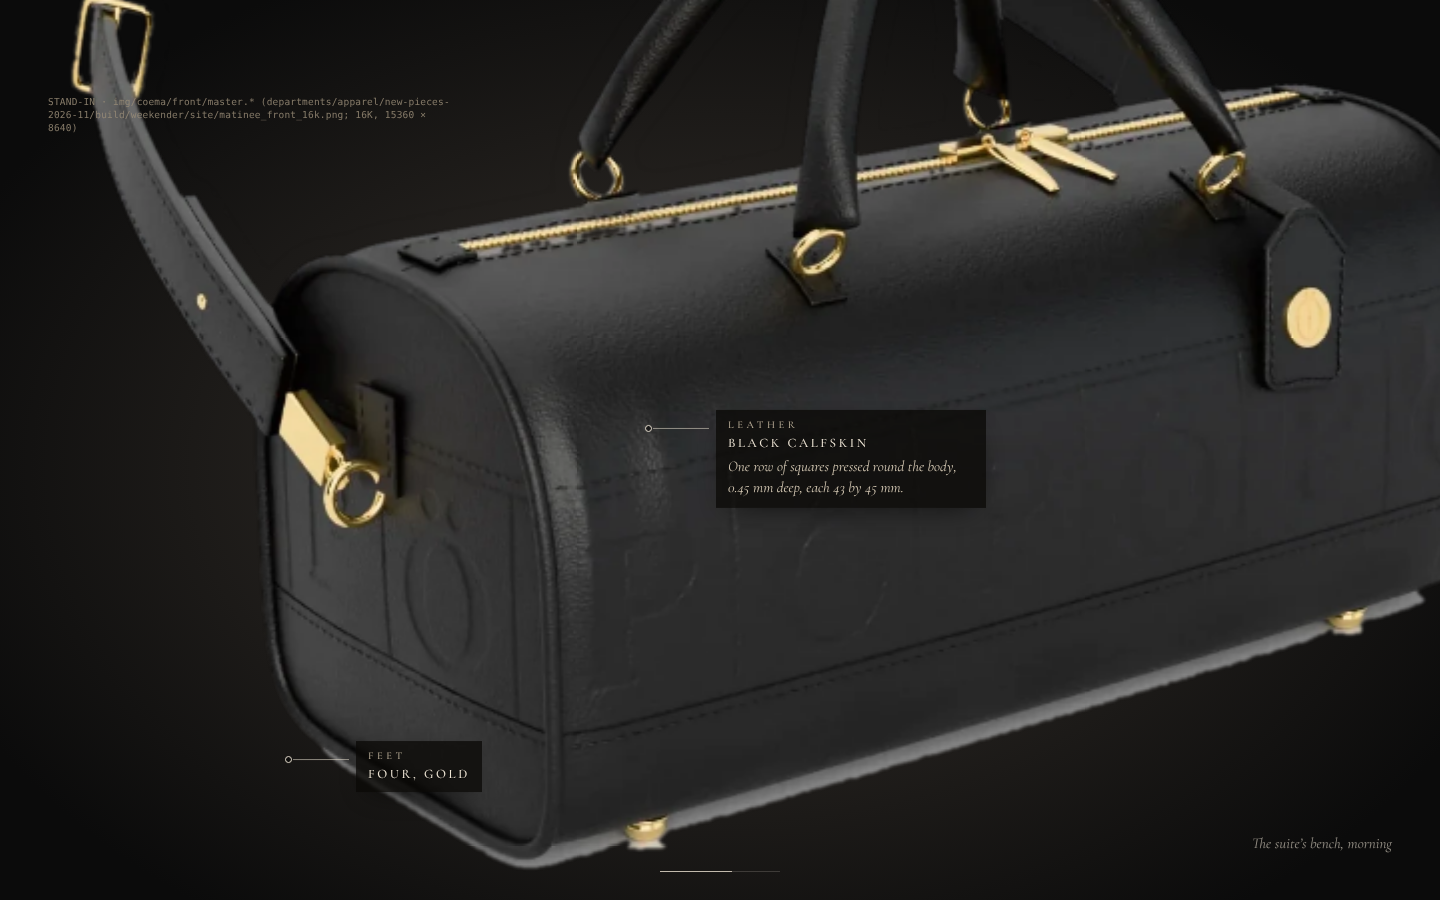 STAND-IN · img/coema/front/master.* (departments/apparel/new-pieces-
2026-11/build/weekender/site/matinee_front_16k.png; 16K, 15360 ×
8640)
LEATHER
BLACK CALFSKIN
One row of squares pressed round the body,
0.45 mm deep, each 43 by 45 mm.
FEET
FOUR, GOLD
The suite's bench, morning